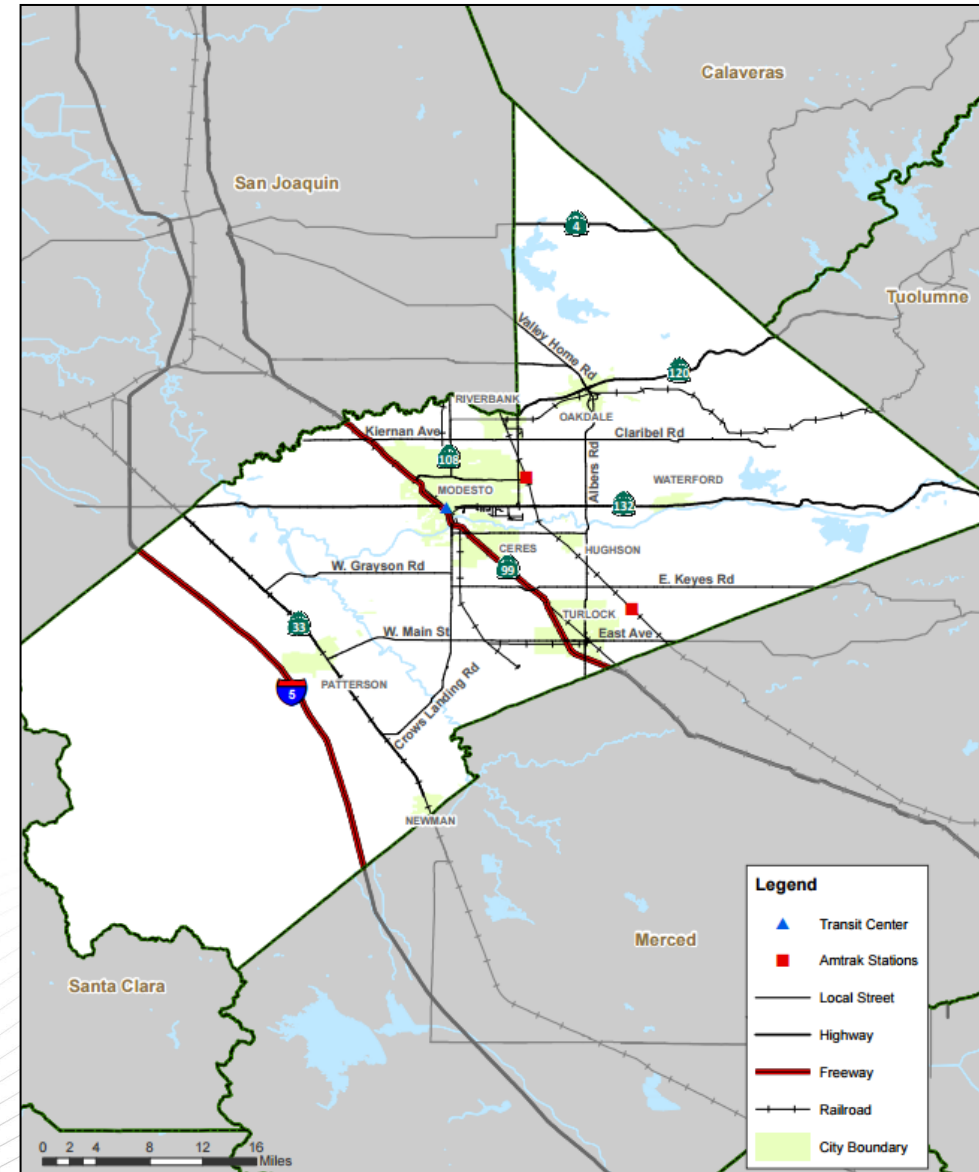 Calaveras
San Joaquin
4
Tuolumne
Valley Home Rd
120
RIVERBANK
OAKDALE
Kiernan Ave
Claribel Rd
108
Albers Rd
MODESTO
WATERFORD
132
CERES
HUGHSON
99
W. Grayson Rd
E. Keyes Rd
TURLOCK
33
W. Main St
East Ave
PATTERSON
5
Crows Landing Rd
NEWMAN
Merced
Santa Clara
Legend
Transit Center
Amtrak Stations
Local Street
Highway
Freeway
Railroad
City Boundary
0 2 4 8 12 16
Miles